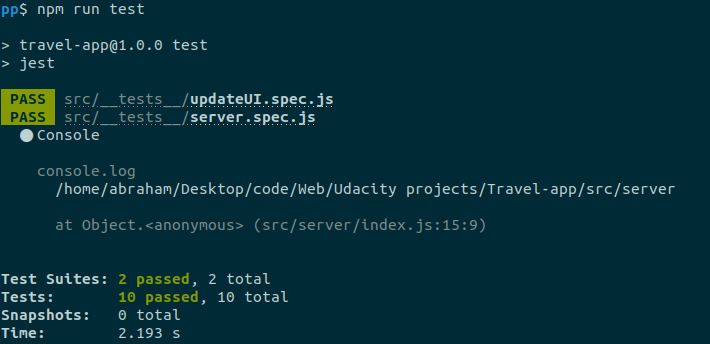 pp$ npm run test
> travel-app@1.0.0 test
> jest
PASS src/__tests__/updateUI.spec.js
PASS src/__tests__/server.spec.js
● Console
console.log
/home/abraham/Desktop/code/Web/Udacity projects/Travel-app/src/server
at Object.<anonymous> (src/server/index.js:15:9)
Test Suites: 2 passed, 2 total
Tests: 10 passed, 10 total
Snapshots: 0 total
Time: 2.193 s